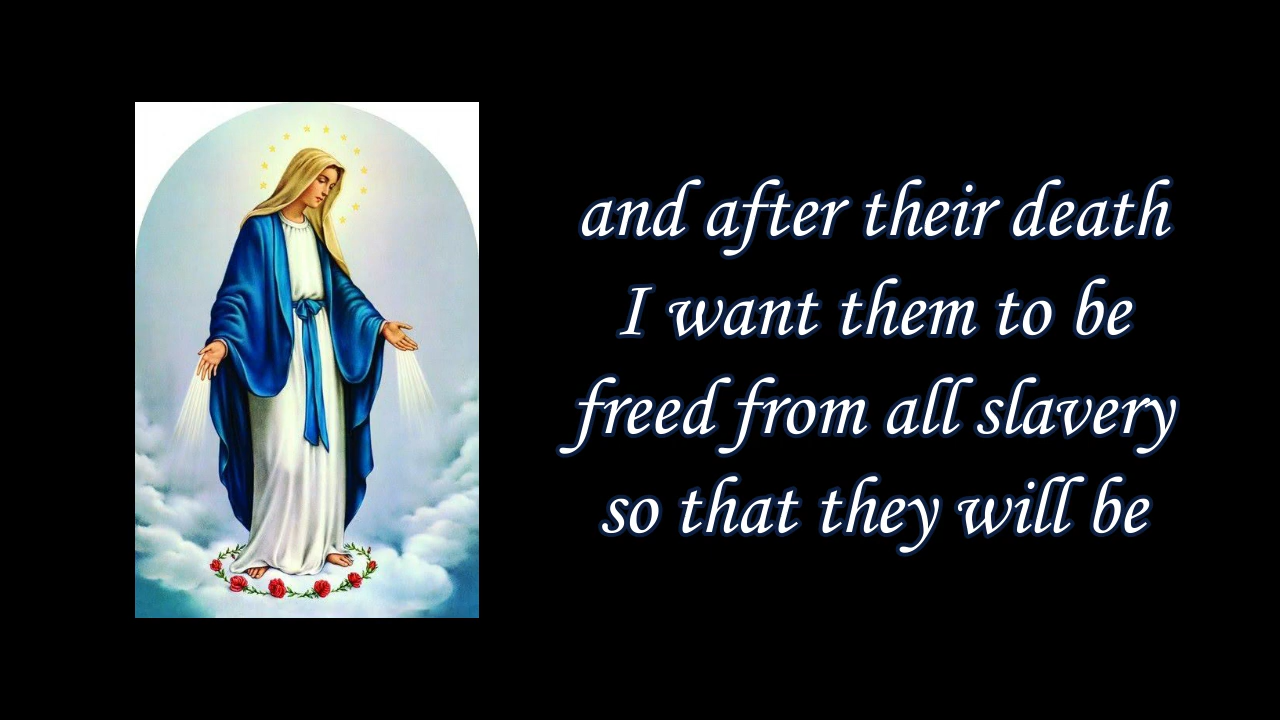 and after their death
I want them to be
freed from all slavery
so that they will be